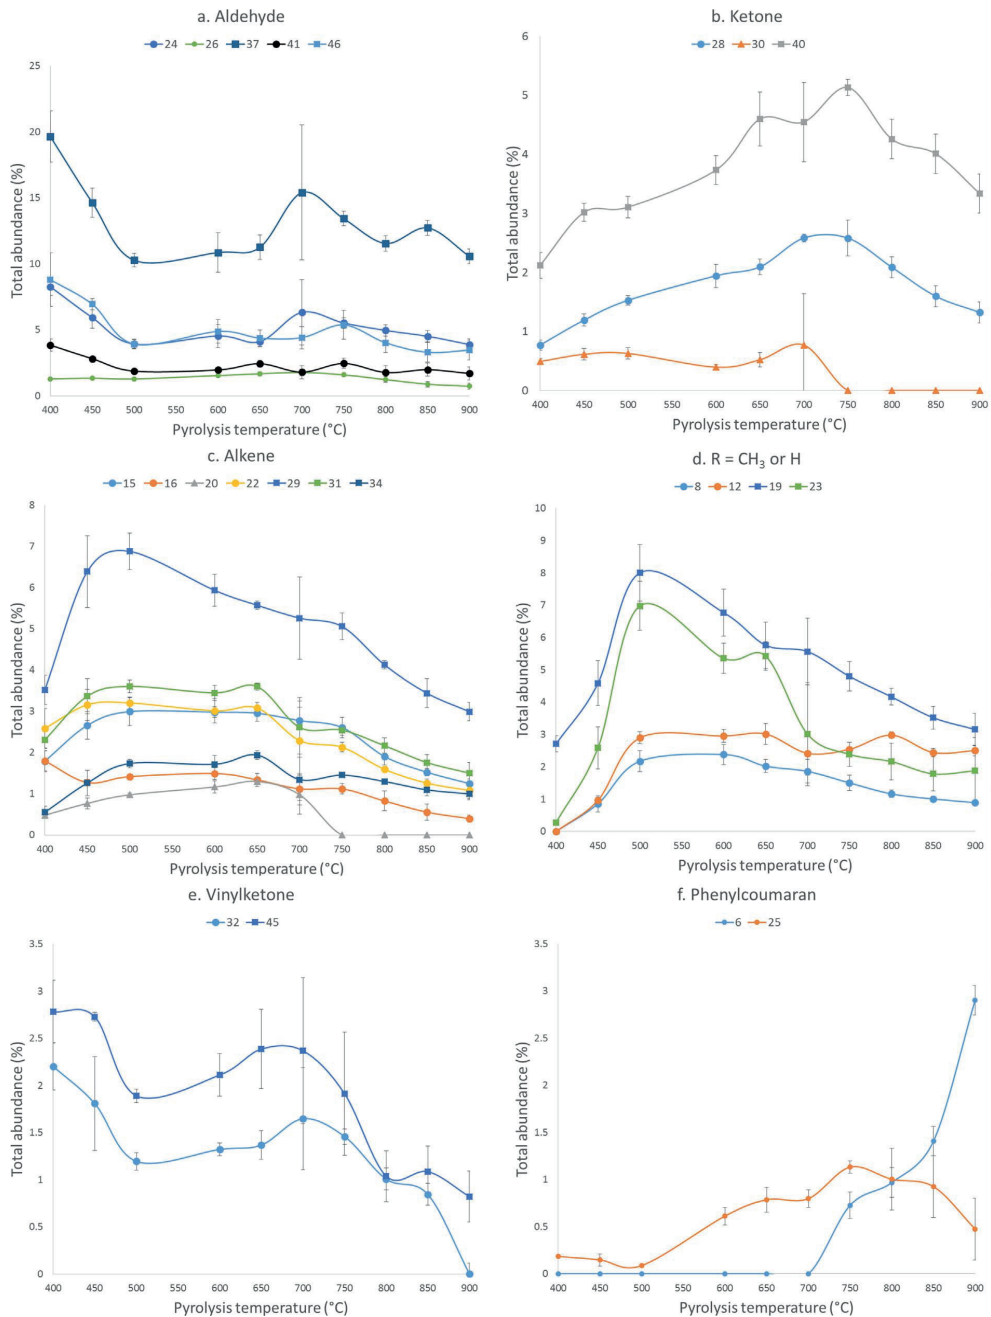 a. Aldehyde
24 26 37 41 46
25
20
15
10
5
0
Total abundance (%)
400 450 500 550 600 650 700 750 800 850 900
Pyrolysis temperature (°C)
b. Ketone
28 30 40
6
5
4
3
2
1
0
Total abundance (%)
400 450 500 550 600 650 700 750 800 850 900
Pyrolysis temperature (°C)
c. Alkene
15 16 20 22 29 31 34
8
7
6
5
4
3
2
1
0
Total abundance (%)
400 450 500 550 600 650 700 750 800 850 900
Pyrolysis temperature (°C)
d. R = CH₃ or H
8 12 19 23
10
9
8
7
6
5
4
3
2
1
0
Total abundance (%)
400 450 500 550 600 650 700 750 800 850 900
Pyrolysis temperature (°C)
e. Vinylketone
32 45
3.5
3
2.5
2
1.5
1
0.5
0
Total abundance (%)
400 450 500 550 600 650 700 750 800 850 900
Pyrolysis temperature (°C)
f. Phenylcoumaran
6 25
3.5
3
2.5
2
1.5
1
0.5
0
Total abundance (%)
400 450 500 550 600 650 700 750 800 850 900
Pyrolysis temperature (°C)